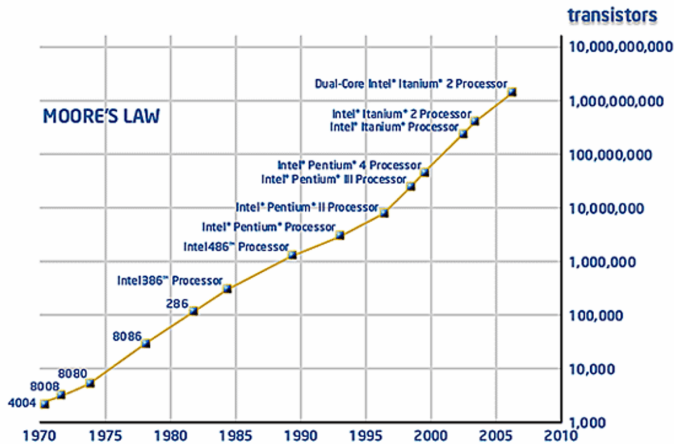 transistors
10,000,000,000
Dual-Core Intel® Itanium® 2 Processor
1,000,000,000
MOORE'S LAW
Intel® Itanium® 2 Processor
Intel® Itanium® Processor
100,000,000
Intel® Pentium® 4 Processor
Intel® Pentium® III Processor
10,000,000
Intel® Pentium® II Processor
Intel® Pentium® Processor
Intel486™ Processor
1,000,000
Intel386™ Processor
286
100,000
8086
10,000
8080
8008
4004
1,000
1970 1975 1980 1985 1990 1995 2000 2005 2010